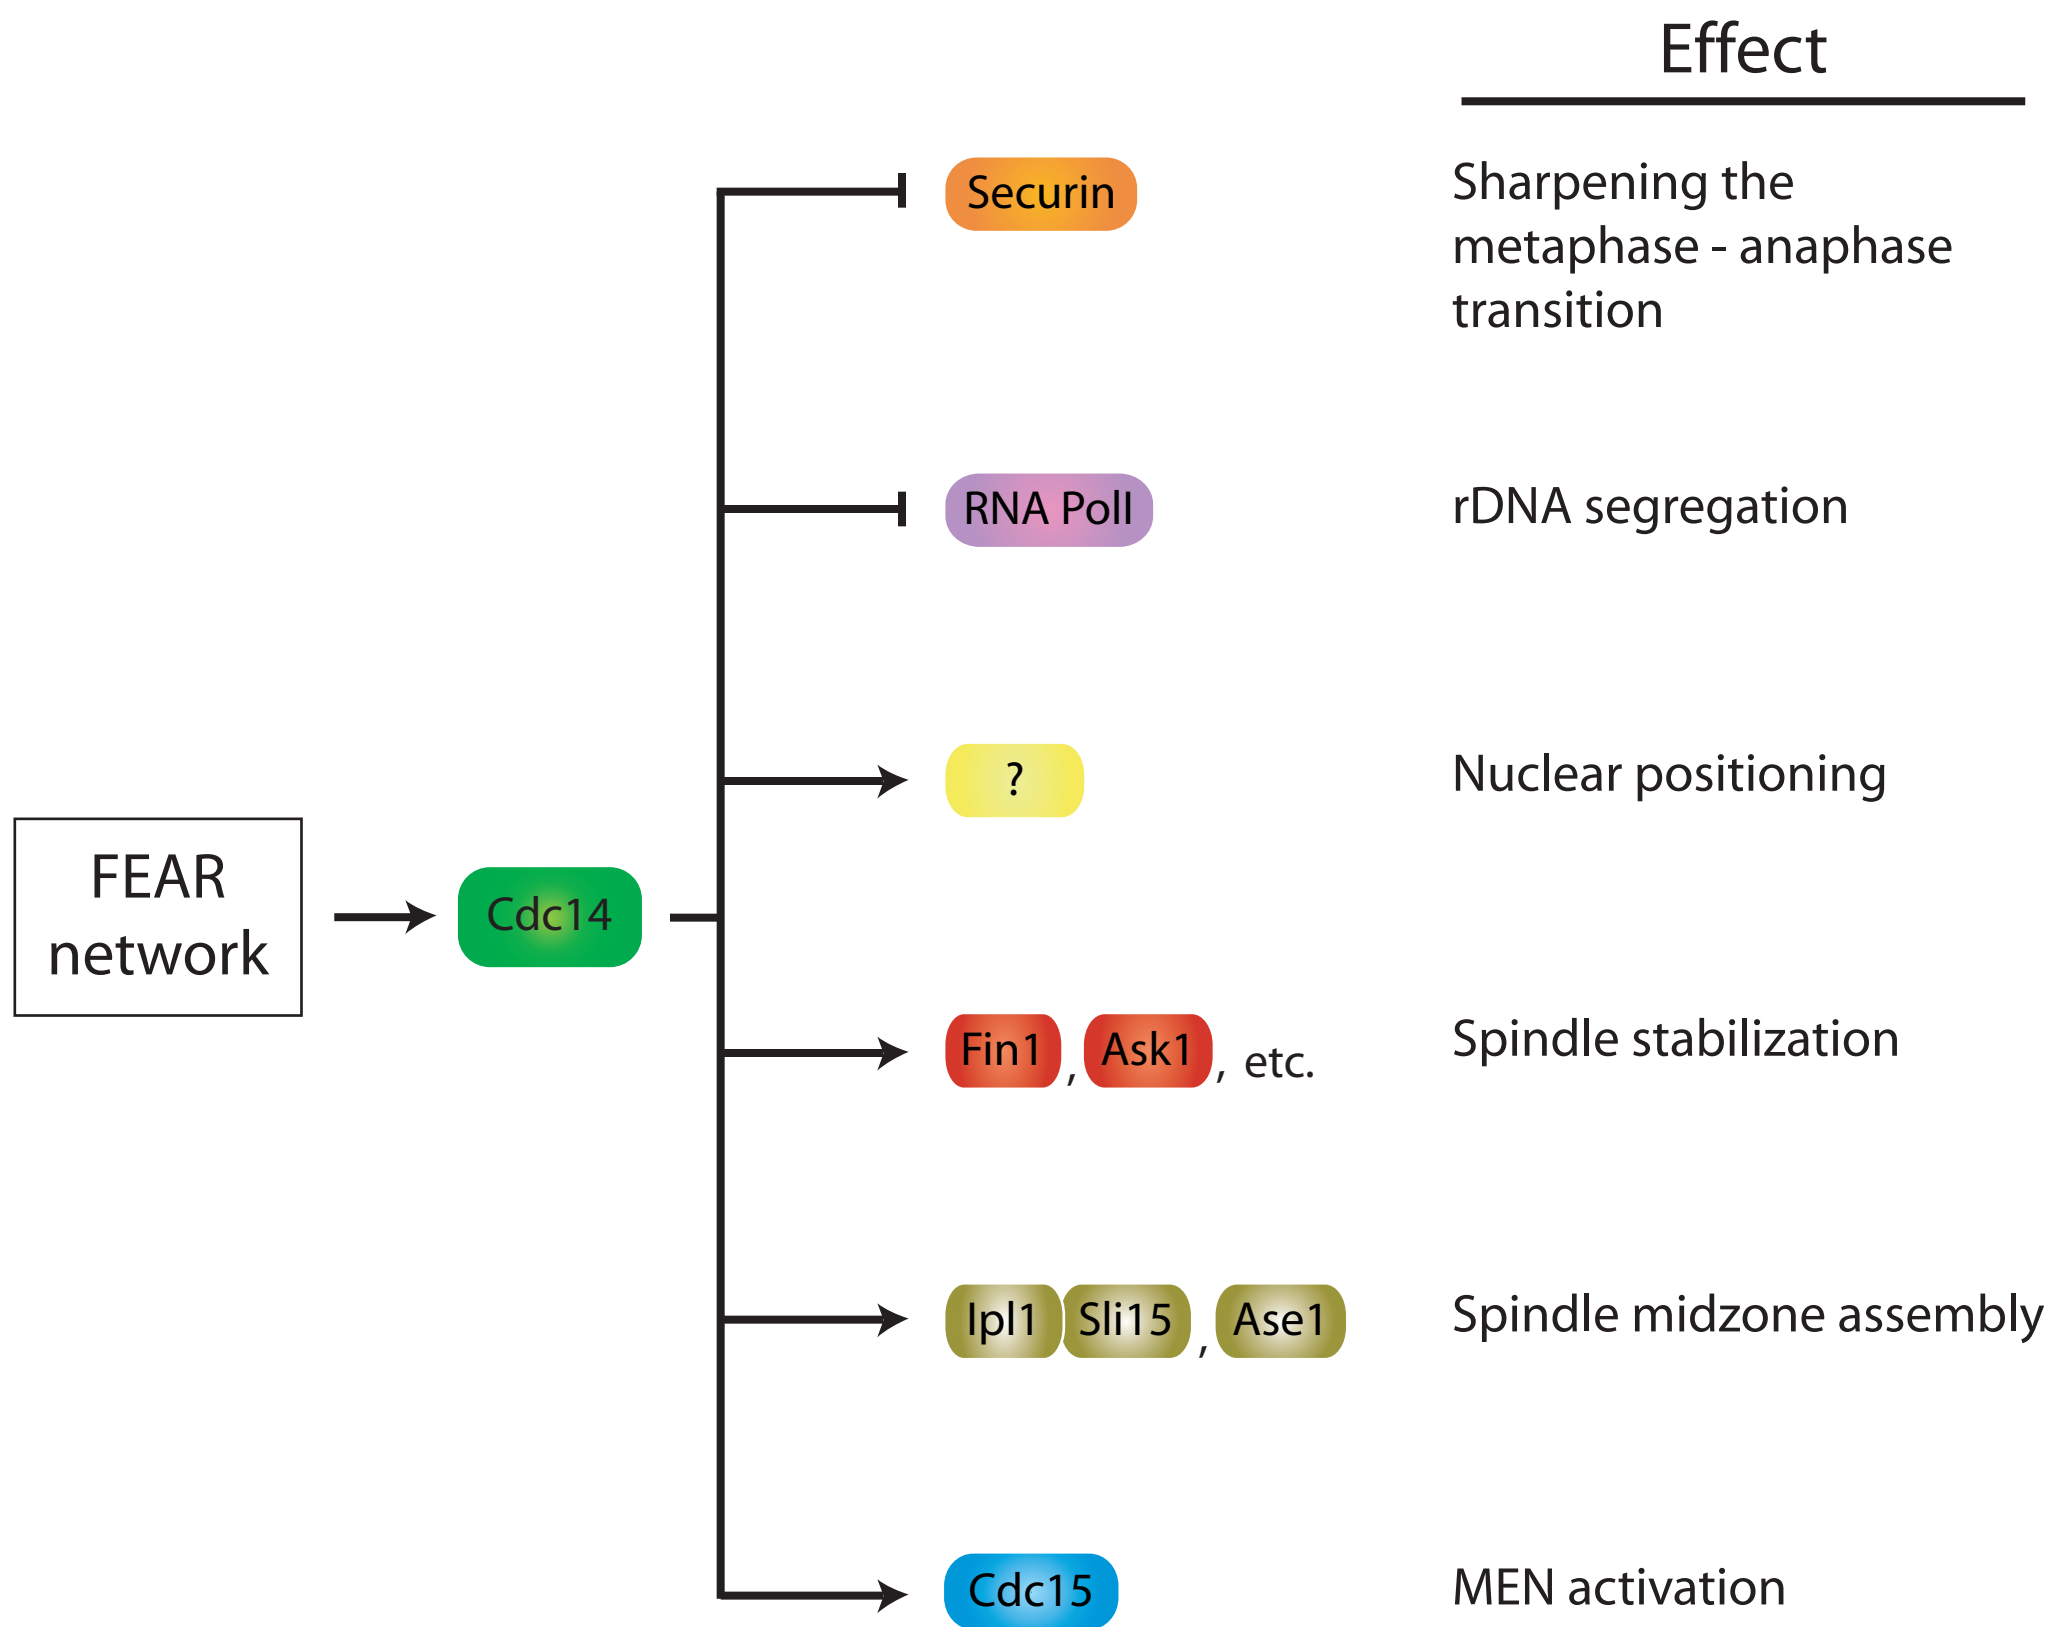 Effect
Securin
Sharpening the
metaphase - anaphase
transition
RNA PolI
rDNA segregation
?
Nuclear positioning
FEAR
network
Cdc14
Fin1, Ask1, etc.
Spindle stabilization
Ipl1 Sli15, Ase1
Spindle midzone assembly
Cdc15
MEN activation